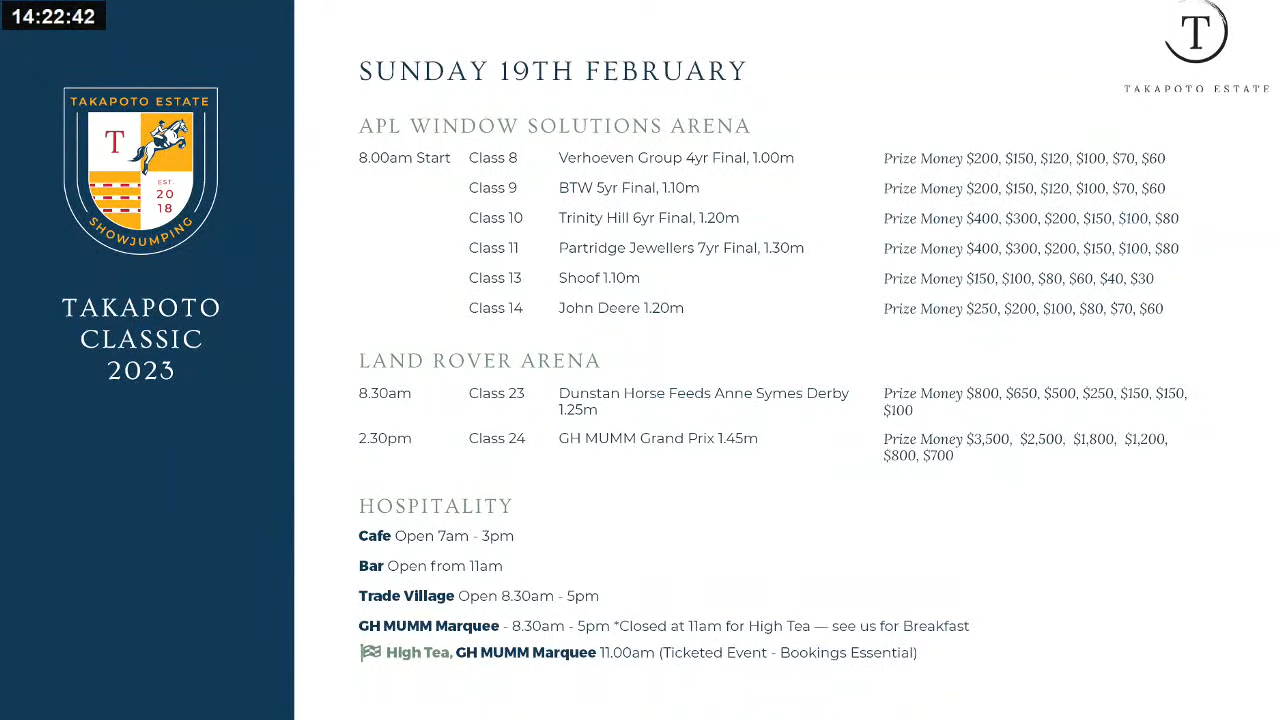 14:22:42
TAKAPOTO ESTATE
T
EST.
20
18
SHOWJUMPING
TAKAPOTO
CLASSIC
2023
T
TAKAPOTO ESTATE
SUNDAY 19TH FEBRUARY
APL WINDOW SOLUTIONS ARENA
8.00am Start Class 8 Verhoeven Group 4yr Final, 1.00m Prize Money $200, $150, $120, $100, $70, $60
Class 9 BTW 5yr Final, 1.10m Prize Money $200, $150, $120, $100, $70, $60
Class 10 Trinity Hill 6yr Final, 1.20m Prize Money $400, $300, $200, $150, $100, $80
Class 11 Partridge Jewellers 7yr Final, 1.30m Prize Money $400, $300, $200, $150, $100, $80
Class 13 Shoof 1.10m Prize Money $150, $100, $80, $60, $40, $30
Class 14 John Deere 1.20m Prize Money $250, $200, $100, $80, $70, $60
LAND ROVER ARENA
8.30am Class 23 Dunstan Horse Feeds Anne Symes Derby Prize Money $800, $650, $500, $250, $150, $150,
1.25m $100
2.30pm Class 24 GH MUMM Grand Prix 1.45m Prize Money $3,500, $2,500, $1,800, $1,200,
$800, $700
HOSPITALITY
Cafe Open 7am - 3pm
Bar Open from 11am
Trade Village Open 8.30am - 5pm
GH MUMM Marquee - 8.30am - 5pm *Closed at 11am for High Tea — see us for Breakfast
High Tea, GH MUMM Marquee 11.00am (Ticketed Event - Bookings Essential)